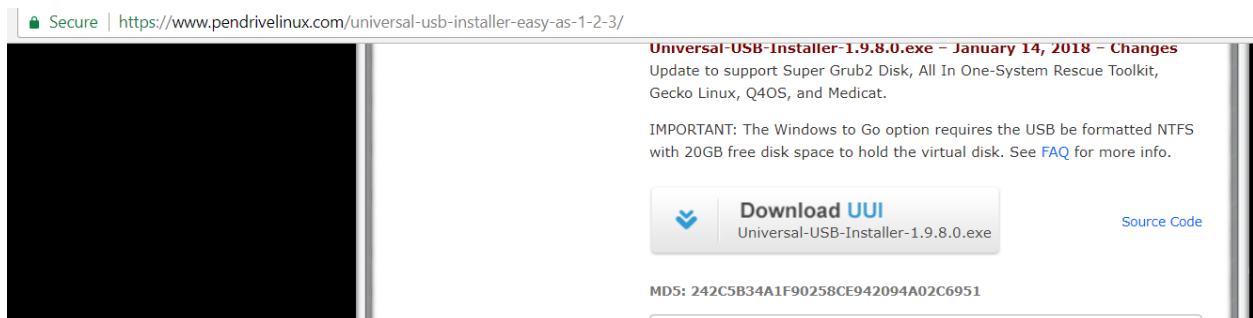 Secure | https://www.pendrivelinux.com/universal-usb-installer-easy-as-1-2-3/
Universal-USB-Installer-1.9.8.0.exe – January 14, 2018 – Changes
Update to support Super Grub2 Disk, All In One-System Rescue Toolkit,
Gecko Linux, Q4OS, and Medicat.
IMPORTANT: The Windows to Go option requires the USB be formatted NTFS
with 20GB free disk space to hold the virtual disk. See FAQ for more info.
Download UUI
Universal-USB-Installer-1.9.8.0.exe
Source Code
MD5: 242C5B34A1F90258CE942094A02C6951